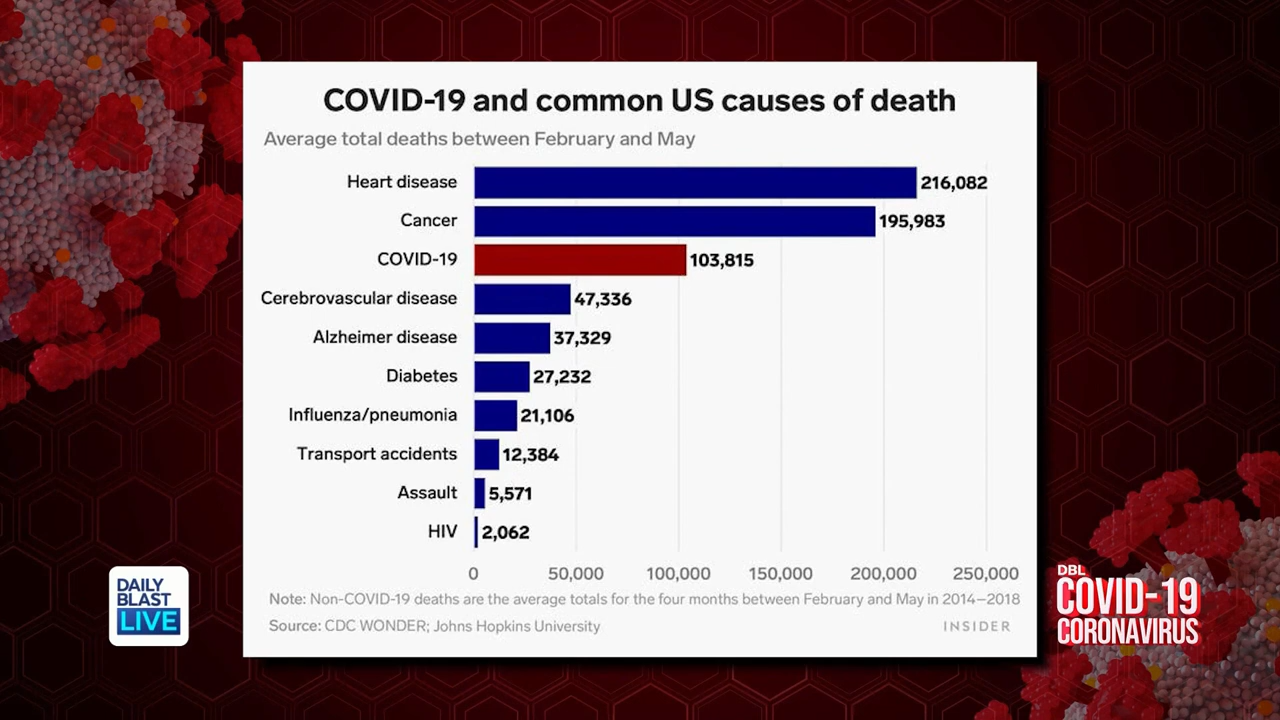 COVID-19 and common US causes of death
Average total deaths between February and May
Heart disease 216,082
Cancer 195,983
COVID-19 103,815
Cerebrovascular disease 47,336
Alzheimer disease 37,329
Diabetes 27,232
Influenza/pneumonia 21,106
Transport accidents 12,384
Assault 5,571
HIV 2,062
0 50,000 100,000 150,000 200,000 250,000
Note: Non-COVID-19 deaths are the average totals for the four months between February and May in 2014–2018
Source: CDC WONDER; Johns Hopkins University
INSIDER
DAILY
BLAST
LIVE
DBL
COVID-19
CORONAVIRUS